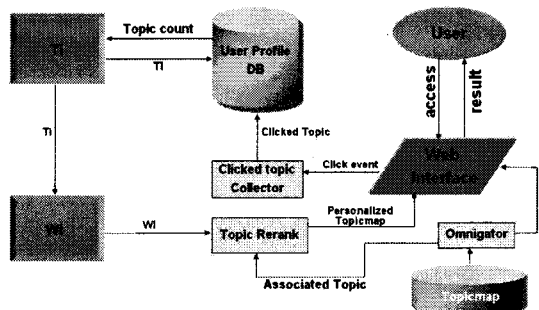 Topic count
User Profile
DB
User
TI
TI
access
result
TI
Clicked Topic
Clicked topic
Collector
Click event
Web
Interface
WI
WI
Topic Rerank
Personalized
Topicmap
Omnigator
Associated Topic
Topicmap